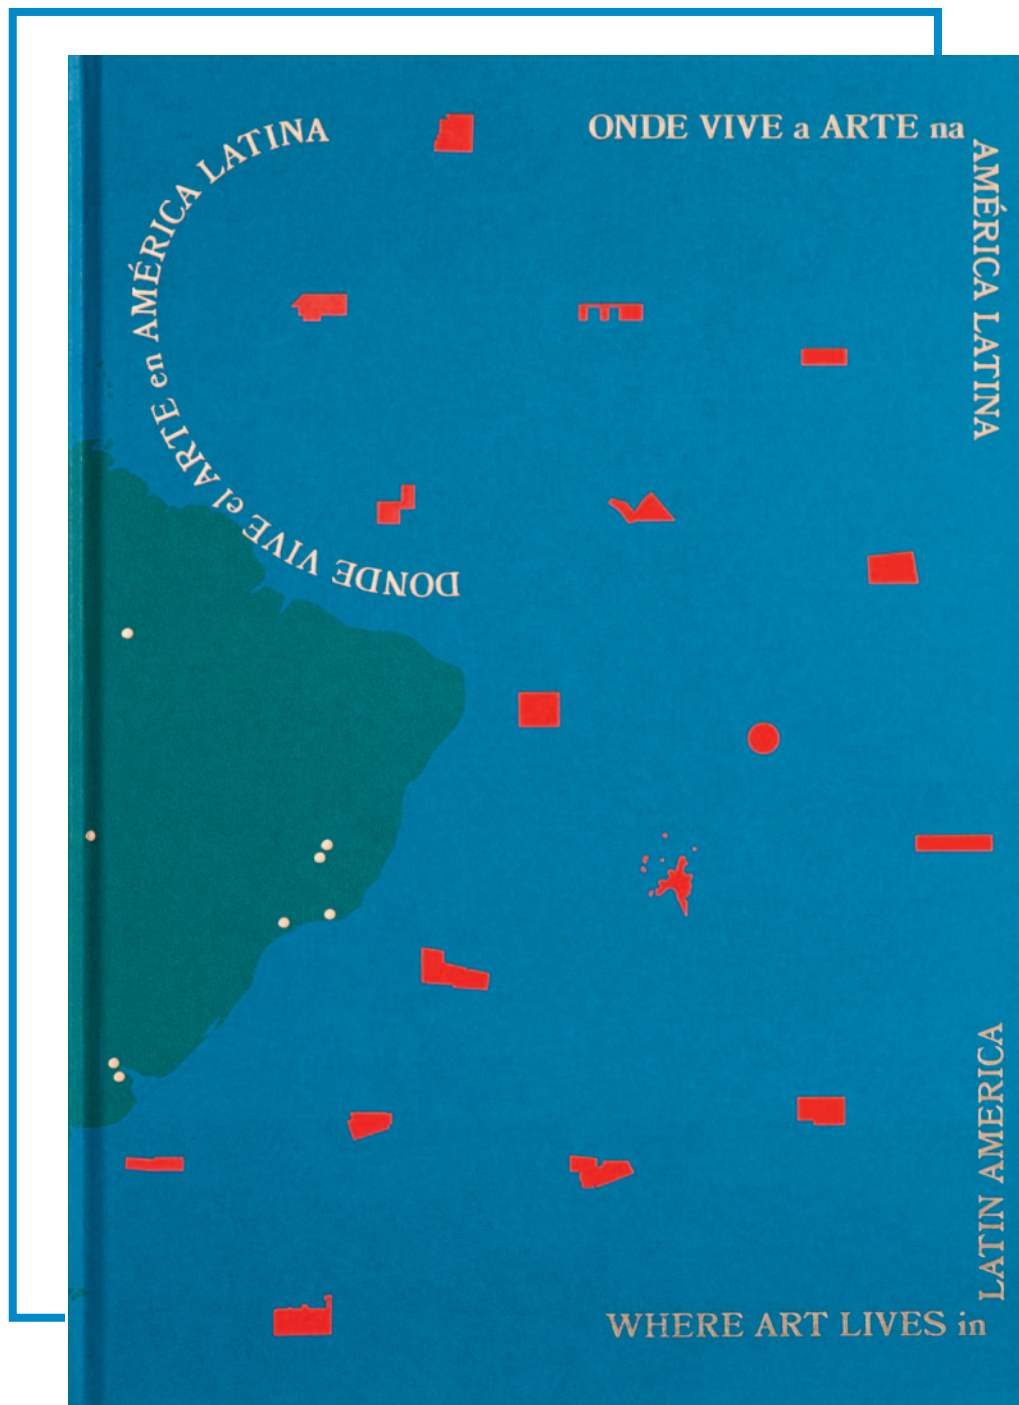 DONDE VIVE el ARTE en AMÉRICA LATINA
ONDE VIVE a ARTE na
AMÉRICA LATINA
WHERE ART LIVES in
LATIN AMERICA